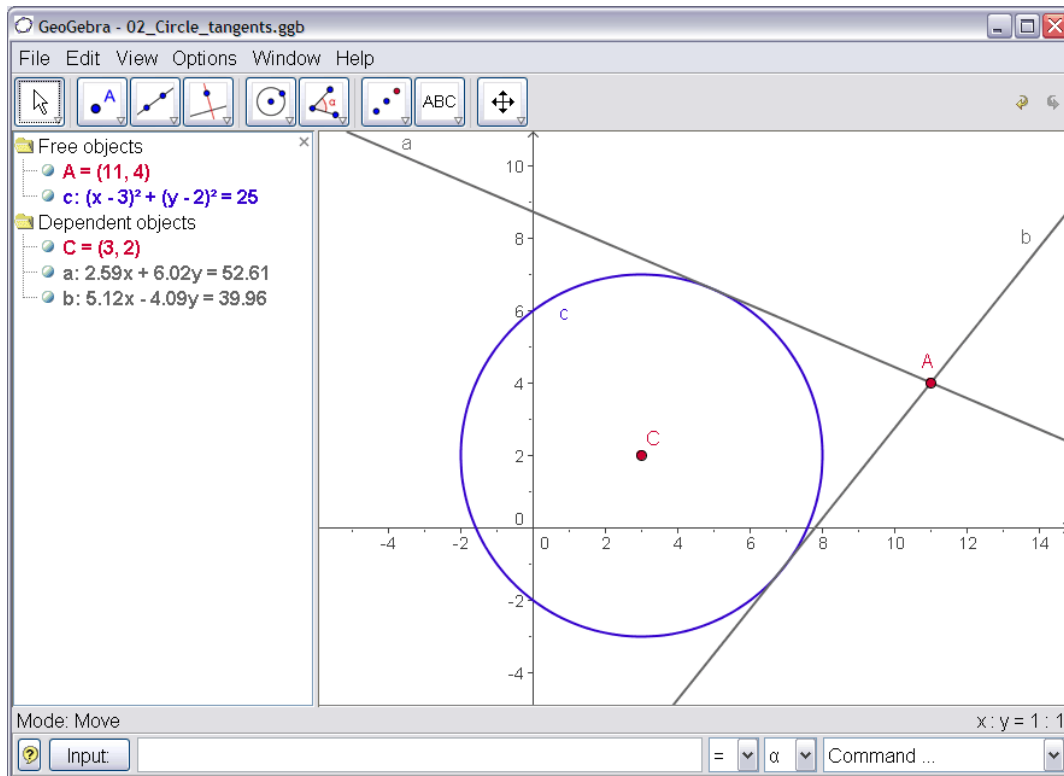 GeoGebra - 02_Circle_tangents.ggb
File Edit View Options Window Help
A α ABC
Free objects
A = (11, 4)
c: (x - 3)² + (y - 2)² = 25
Dependent objects
C = (3, 2)
a: 2.59x + 6.02y = 52.61
b: 5.12x - 4.09y = 39.96
a
10
8
b
6
c
A
4
C
2
0
-4 -2 0 2 4 6 8 10 12 14
-2
-4
Mode: Move x : y = 1 : 1
? Input: = α Command ...